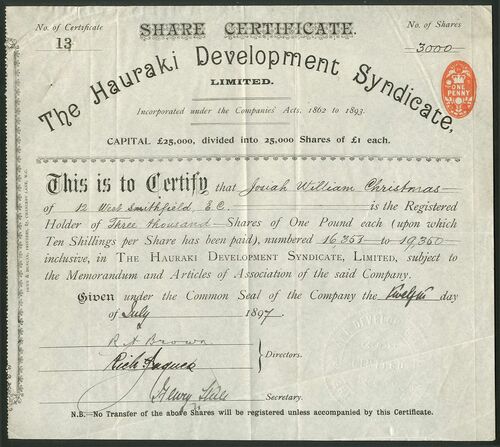 No. of Certificate
SHARE CERTIFICATE.
No. of Shares
13
3000
The Hauraki Development Syndicate,
LIMITED.
ONE PENNY
Incorporated under the Companies' Acts, 1862 to 1893.
CAPITAL £25,000, divided into 25,000 Shares of £1 each.
This is to Certify that Josiah William Christmas
of 12 West Smithfield E.C. is the Registered
Holder of Three thousand Shares of One Pound each (upon which
Ten Shillings per Share has been paid), numbered 16,351 to 19,350
inclusive, in THE HAURAKI DEVELOPMENT SYNDICATE, LIMITED, subject to
the Memorandum and Articles of Association of the said Company.
Given under the Common Seal of the Company the Twelfth day
of July 1897
R A Brown
Directors.
Henry
Secretary.
N.B.—No Transfer of the above Shares will be registered unless accompanied by this Certificate.